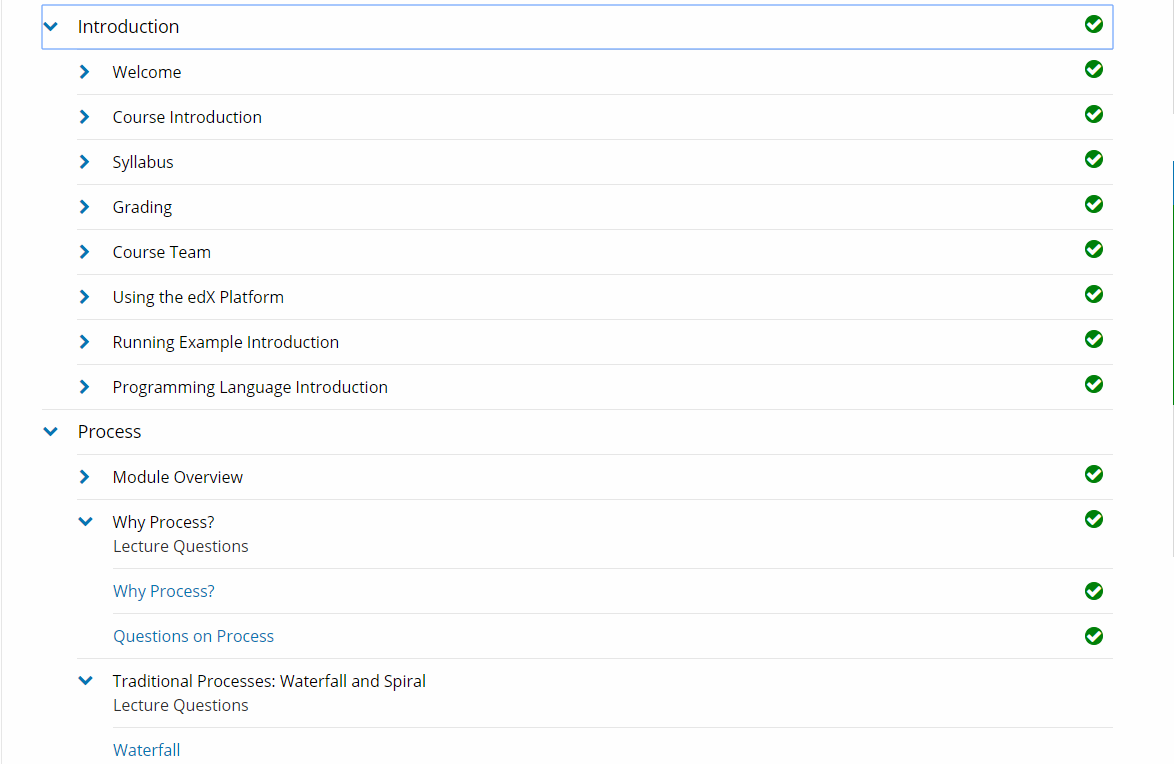 Introduction
Welcome
Course Introduction
Syllabus
Grading
Course Team
Using the edX Platform
Running Example Introduction
Programming Language Introduction
Process
Module Overview
Why Process?
Lecture Questions
Why Process?
Questions on Process
Traditional Processes: Waterfall and Spiral
Lecture Questions
Waterfall